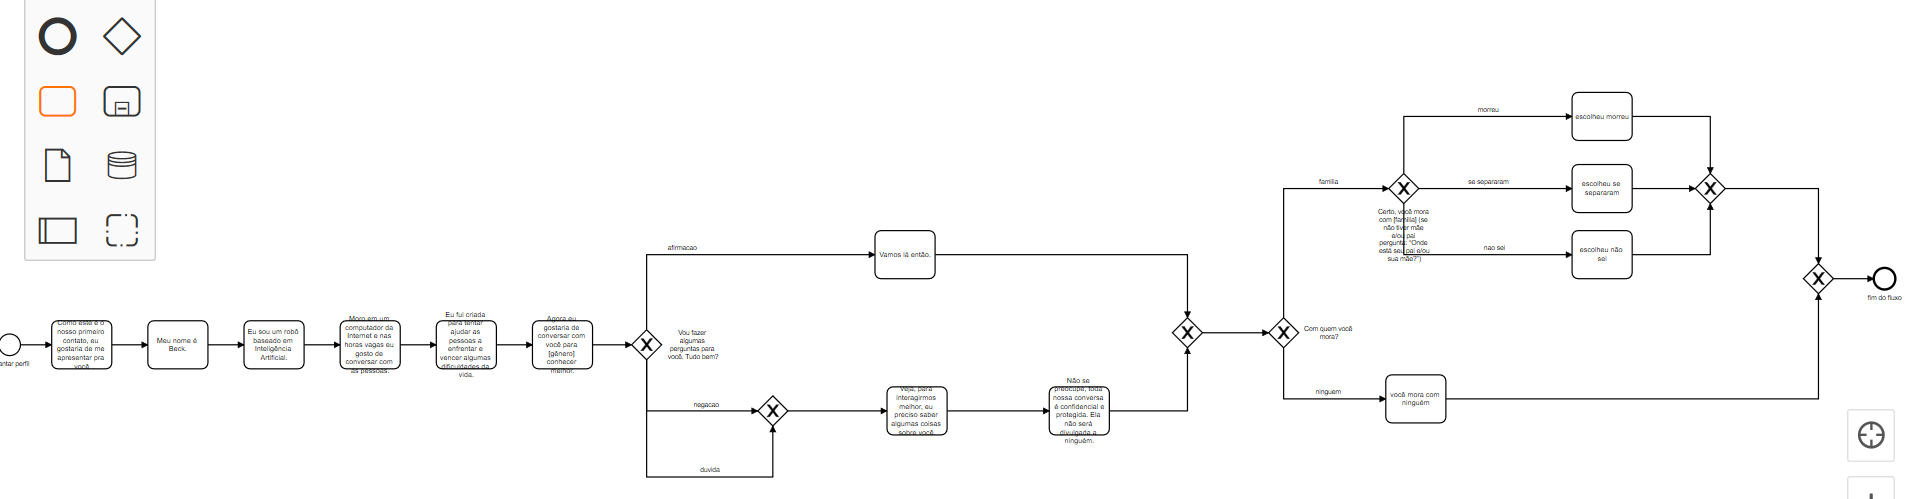 antar perfil
Como este é o
nosso primeiro
contato, eu
gostaria de me
apresentar pra
você.
Meu nome é
Beck.
Eu sou um robô
baseado em
Inteligência
Artificial.
Moro em um
computador da
Internet e nas
horas vagas eu
gosto de
conversar com
as pessoas.
Eu fui criada
para tentar
ajudar as
pessoas a
enfrentar e
vencer algumas
dificuldades da
vida.
Agora eu
gostaria de
conversar com
você para
[gênero]
conhecer
melhor.
Vou fazer
algumas
perguntas para
você. Tudo bem?
afirmacao
Vamos lá então.
negacao
duvida
Veja, para
interagirmos
melhor, eu
preciso saber
algumas coisas
sobre você.
Não se
preocupe, toda
nossa conversa
é confidencial e
protegida. Ela
não será
divulgada a
ninguém.
Com quem você
mora?
familia
Certo, você mora
com [família] (se
não tiver mãe
e/ou pai
pergunta: "Onde
está seu pai e/ou
sua mãe?")
morreu
escolheu morreu
se separaram
escolheu se
separaram
nao sei
escolheu não
sei
ninguem
você mora com
ninguém
fim do fluxo